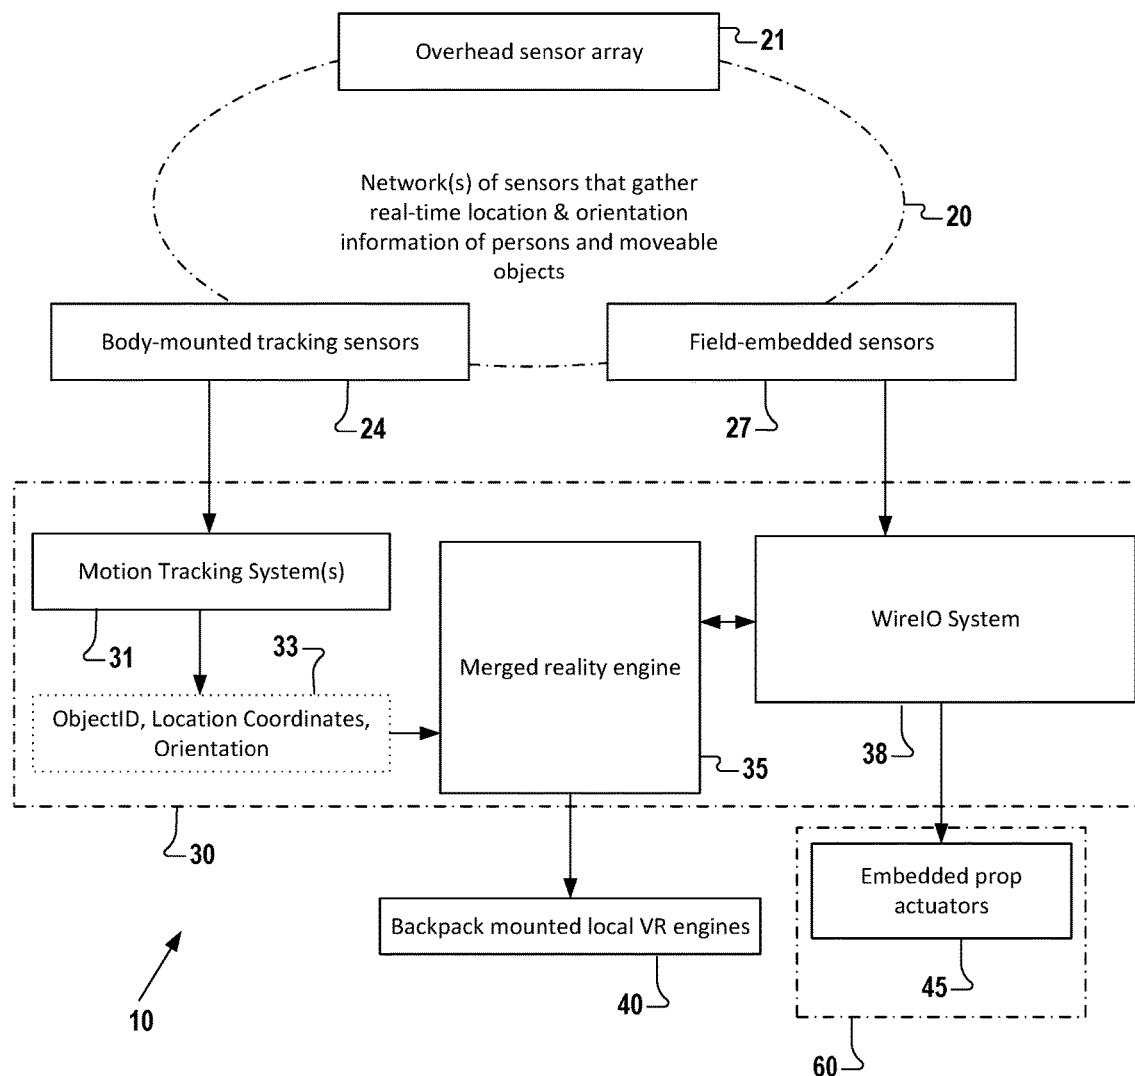 Overhead sensor array
21
Network(s) of sensors that gather
real-time location & orientation
information of persons and moveable
objects
20
Body-mounted tracking sensors
Field-embedded sensors
24
27
Motion Tracking System(s)
31
33
ObjectID, Location Coordinates,
Orientation
Merged reality engine
35
WireIO System
38
30
Embedded prop
actuators
Backpack mounted local VR engines
45
40
10
60